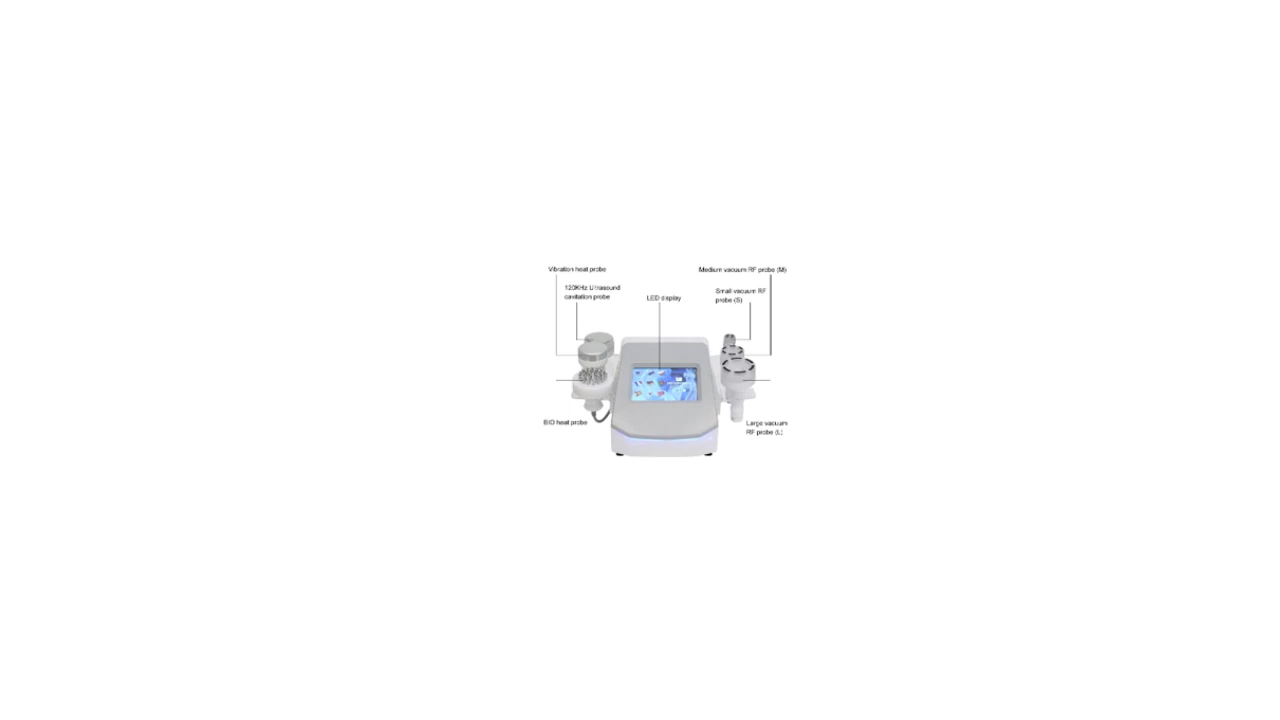 Vibration heat probe
Medium vacuum RF probe (M)
120KHz Ultrasound
cavitation probe
Small vacuum RF
probe (S)
LED display
BIO heat probe
Large vacuum
RF probe (L)